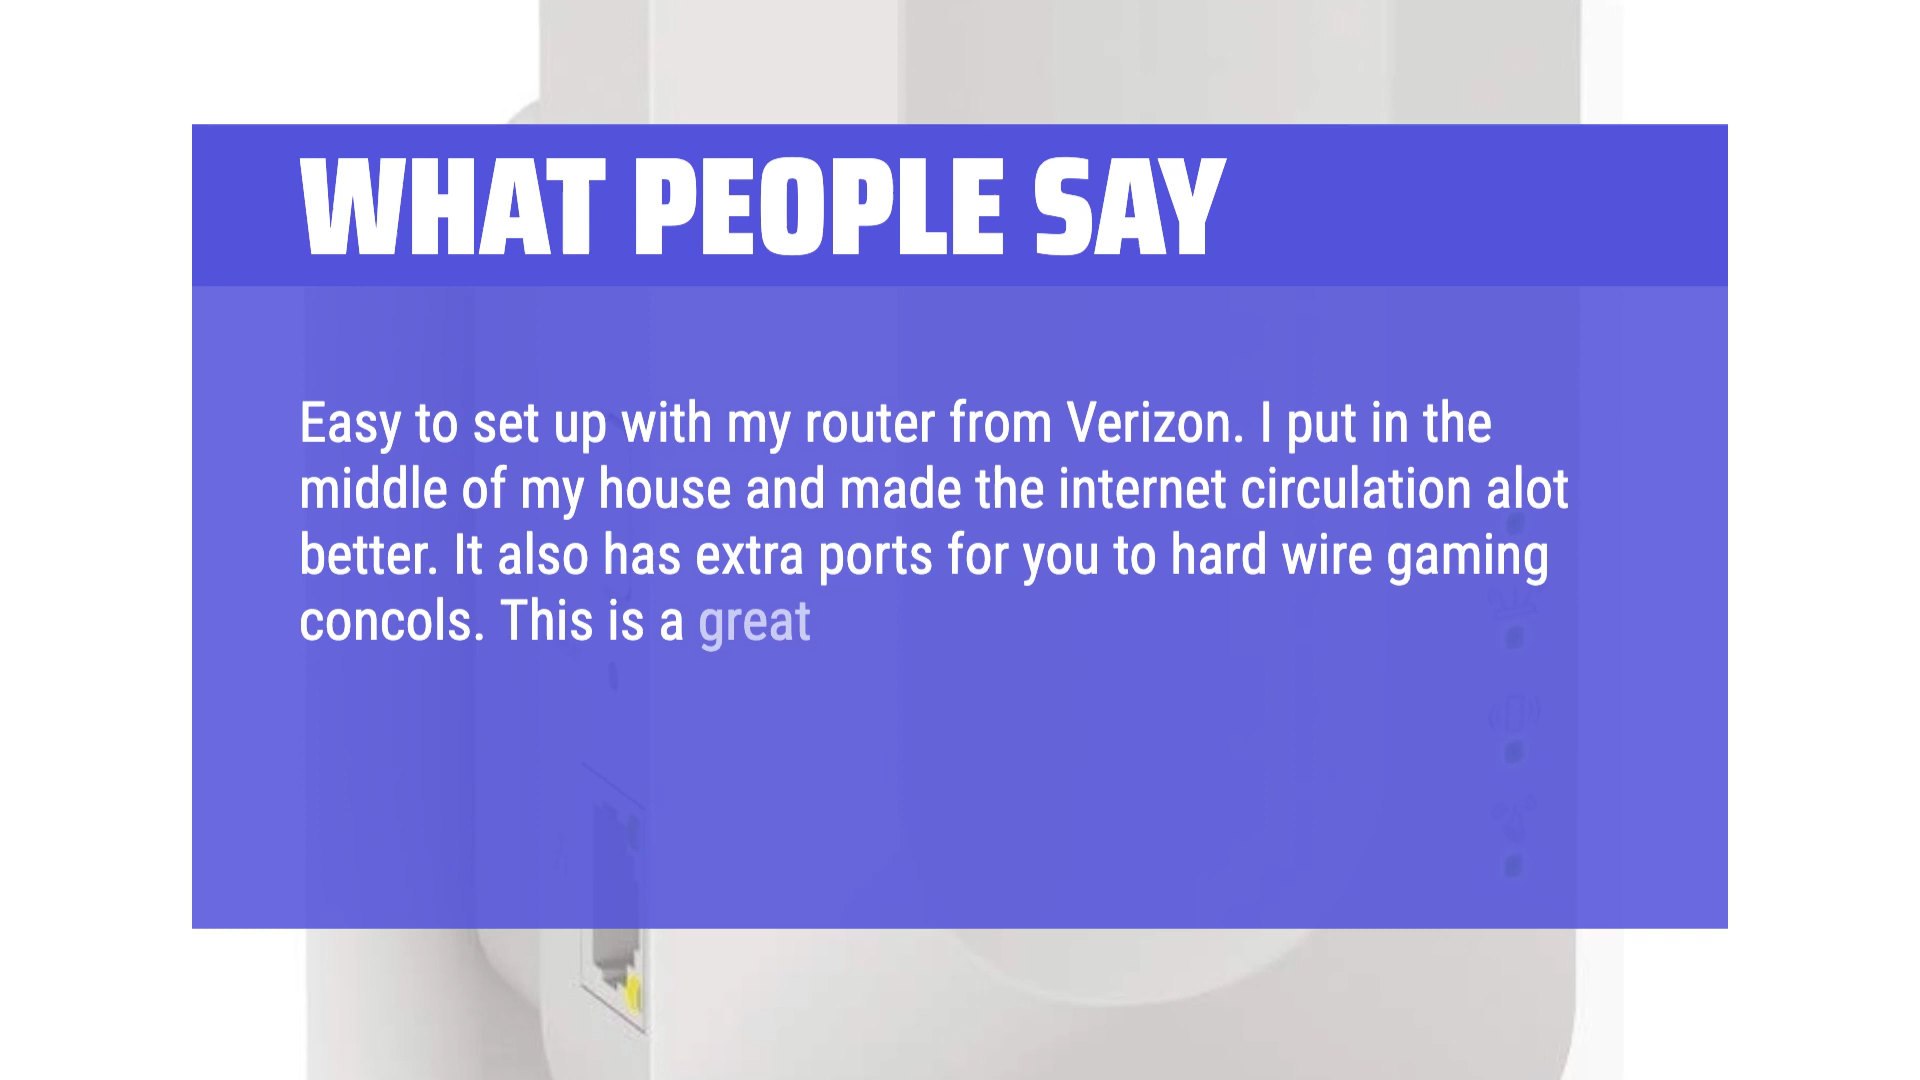 WHAT PEOPLE SAY
Easy to set up with my router from Verizon. I put in the
middle of my house and made the internet circulation alot
better. It also has extra ports for you to hard wire gaming
concols. This is a great